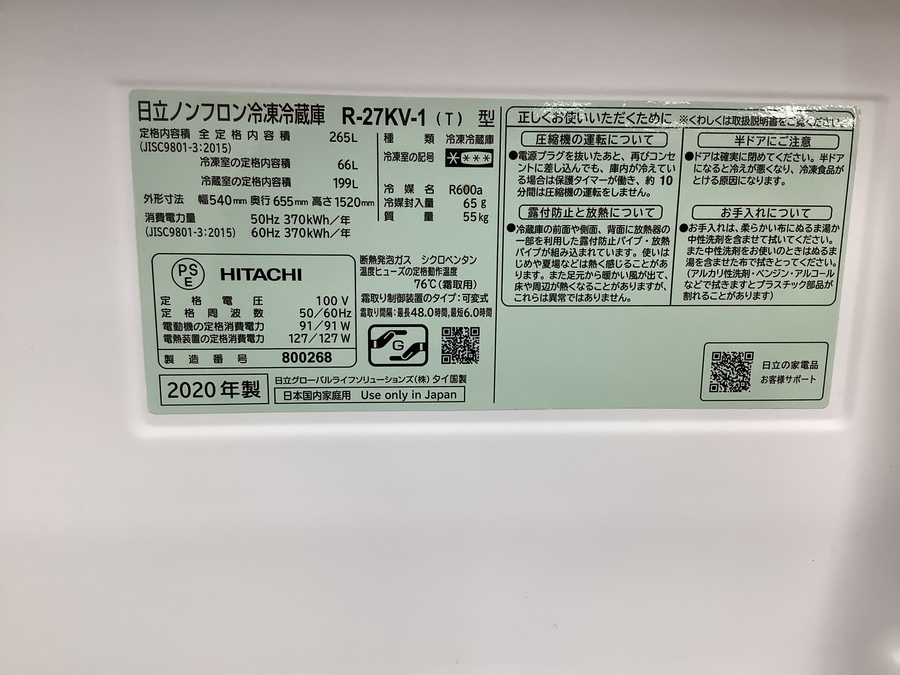 日立ノンフロン冷凍冷蔵庫 R-27KV-1 (T) 型
定格内容積 全定格内容積 265L
(JISC9801-3:2015)
冷凍室の定格内容積 66L
冷蔵室の定格内容積 199L
外形寸法 幅540mm 奥行655mm 高さ1520mm
消費電力量 50Hz 370kWh/年
(JISC9801-3:2015) 60Hz 370kWh/年
種類 冷凍冷蔵庫
冷凍室の記号 ****
冷媒 R600a
冷媒封入量 65g
質量 55kg
PSE HITACHI
定格電圧 100V
定格周波数 50/60Hz
電動機の定格消費電力 91/91W
電熱装置の定格消費電力 127/127W
製造番号 800268
断熱発泡ガス シクロペンタン
温度ヒューズの定格動作温度
76℃(霜取用)
霜取り制御装置のタイプ:可変式
霜取り間隔:最長48.0時間,最短6.0時間
G
2020年製
日立グローバルライフソリューションズ(株) タイ国製
日本国内家庭用 Use only in Japan
正しくお使いいただくために ※くわしくは取扱説明書をご覧ください
圧縮機の運転について
●電源プラグを抜いたあと、再びコンセ
ントに差し込んでも、庫内が冷えてい
る場合は保護タイマーが働き、約10
分間は圧縮機の運転をしません。
露付防止と放熱について
●冷蔵庫の前面や側面、背面に放熱器の
一部を利用した露付防止パイプ・放熱
パイプが組み込まれています。使いは
じめや夏場などは熱く感じることがあ
ります。また足元から暖かい風が出て、
床や周辺が熱くなることがありますが、
これらは異常ではありません。
半ドアにご注意
●ドアは確実に閉めてください。半ドア
になると冷えが悪くなり、冷凍食品が
とける原因になります。
お手入れについて
●お手入れは、柔らかい布にぬるま湯か
中性洗剤を含ませて拭いてください。
また中性洗剤をお使いのときはぬるま
湯を含ませた布で拭きとってください。
(アルカリ性洗剤・ベンジン・アルコール
などで拭きますとプラスチック部品が
割れることがあります)
日立の家電品
お客様サポート